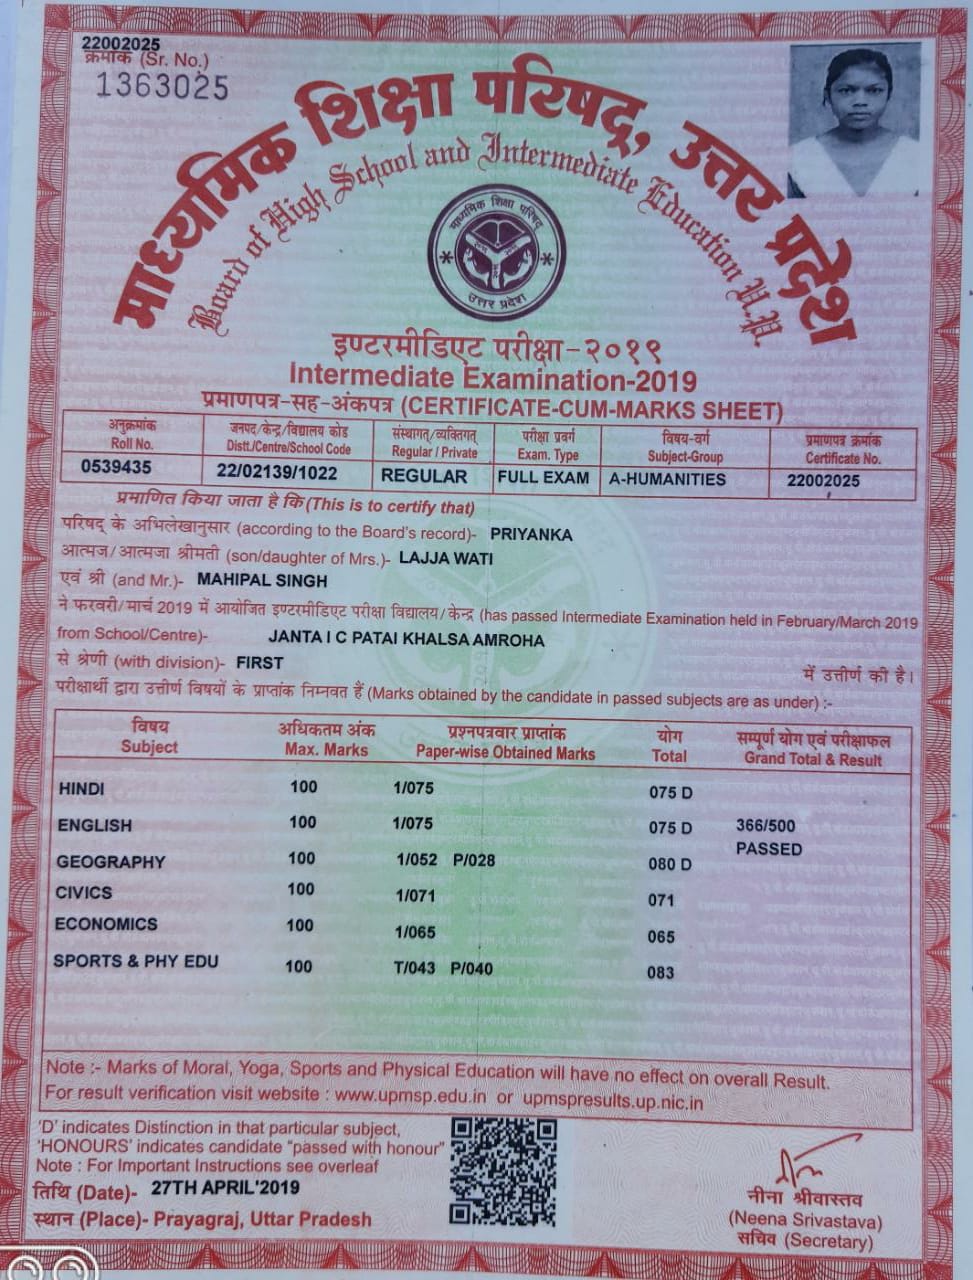 22002025
क्रमांक (Sr. No.)
1363025
माध्यमिक शिक्षा परिषद्, उत्तर प्रदेश
Board of High School and Intermediate Education U.P.
माध्यमिक शिक्षा परिषद्
उत्तर प्रदेश
इण्टरमीडिएट परीक्षा-२०१९
Intermediate Examination-2019
प्रमाणपत्र-सह-अंकपत्र (CERTIFICATE-CUM-MARKS SHEET)
अनुक्रमांक जनपद/केन्द्र/विद्यालय कोड संस्थागत/व्यक्तिगत् परीक्षा प्रवर्ग विषय-वर्ग प्रमाणपत्र क्रमांक
Roll No. Distt./Centre/School Code Regular / Private Exam. Type Subject-Group Certificate No.
0539435 22/02139/1022 REGULAR FULL EXAM A-HUMANITIES 22002025
प्रमाणित किया जाता है कि (This is to certify that)
परिषद् के अभिलेखानुसार (according to the Board's record)- PRIYANKA
आत्मज/आत्मजा श्रीमती (son/daughter of Mrs.)- LAJJA WATI
एवं श्री (and Mr.)- MAHIPAL SINGH
ने फरवरी/मार्च 2019 में आयोजित इण्टरमीडिएट परीक्षा विद्यालय/केन्द्र (has passed Intermediate Examination held in February/March 2019
from School/Centre)- JANTA I C PATAI KHALSA AMROHA
से श्रेणी (with division)- FIRST में उत्तीर्ण की है।
परीक्षार्थी द्वारा उत्तीर्ण विषयों के प्राप्तांक निम्नवत हैं (Marks obtained by the candidate in passed subjects are as under) :-
विषय अधिकतम अंक प्रश्नपत्रवार प्राप्तांक योग सम्पूर्ण योग एवं परीक्षाफल
Subject Max. Marks Paper-wise Obtained Marks Total Grand Total & Result
HINDI 100 1/075 075 D
ENGLISH 100 1/075 075 D 366/500
PASSED
GEOGRAPHY 100 1/052 P/028 080 D
CIVICS 100 1/071 071
ECONOMICS 100 1/065 065
SPORTS & PHY EDU 100 T/043 P/040 083
Note :- Marks of Moral, Yoga, Sports and Physical Education will have no effect on overall Result.
For result verification visit website : www.upmsp.edu.in or upmspresults.up.nic.in
'D' indicates Distinction in that particular subject,
'HONOURS' indicates candidate "passed with honour"
Note : For Important Instructions see overleaf
तिथि (Date)- 27TH APRIL'2019
स्थान (Place)- Prayagraj, Uttar Pradesh
नीना श्रीवास्तव
(Neena Srivastava)
सचिव (Secretary)